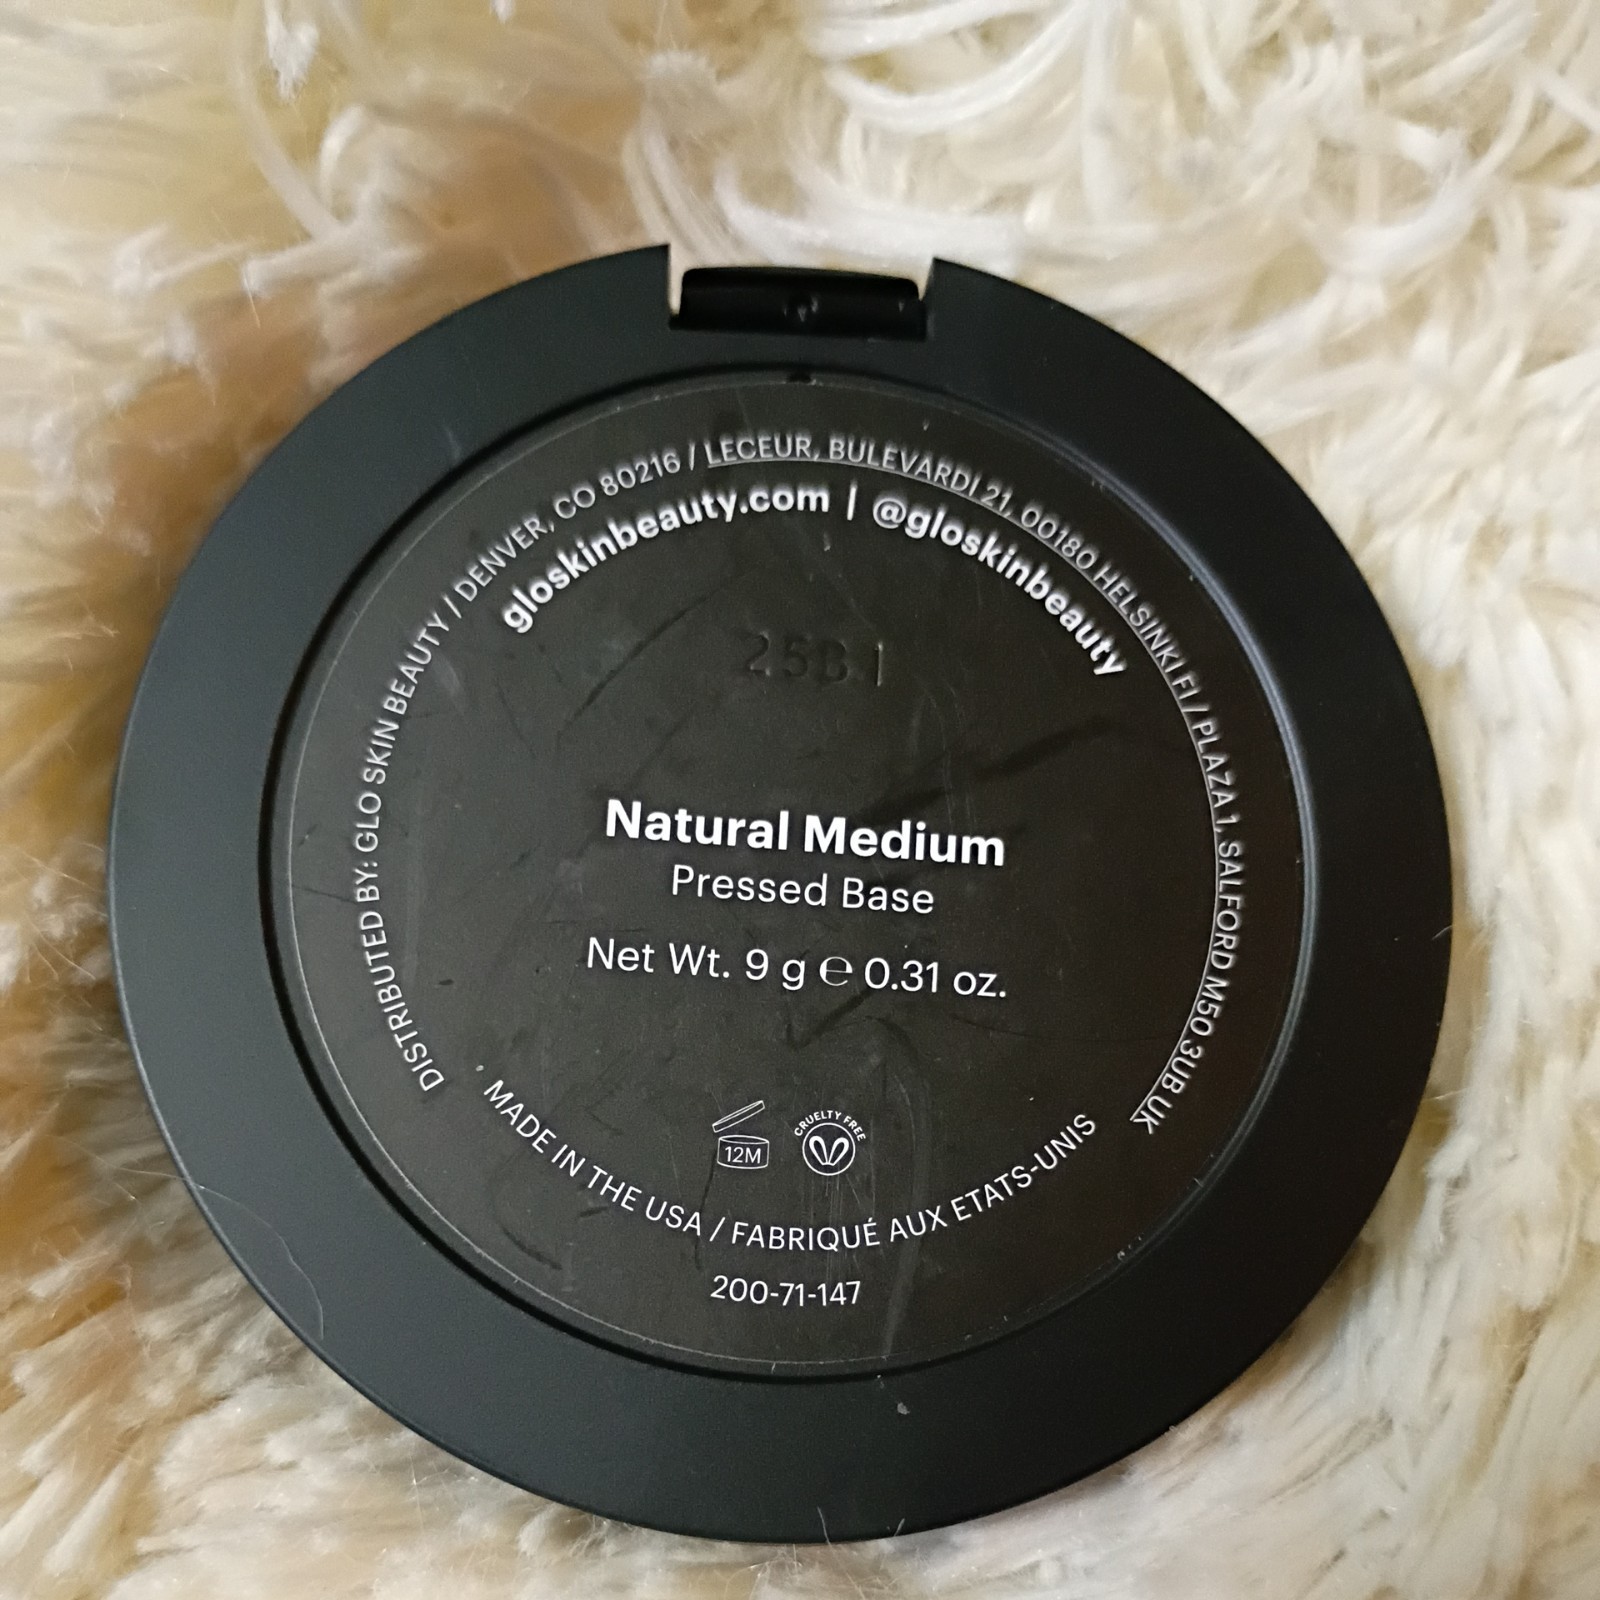 DISTRIBUTED BY: GLO SKIN BEAUTY / DENVER, CO 80216 / LECEUR, BULEVARDI 21, 00180 HELSINKI FI / PLAZA 1, SALFORD M50 3UB UK
gloskinbeauty.com | @gloskinbeauty
25B1
Natural Medium
Pressed Base
Net Wt. 9 g ℮ 0.31 oz.
CRUELTY FREE
12M
MADE IN THE USA / FABRIQUÉ AUX ETATS-UNIS
200-71-147